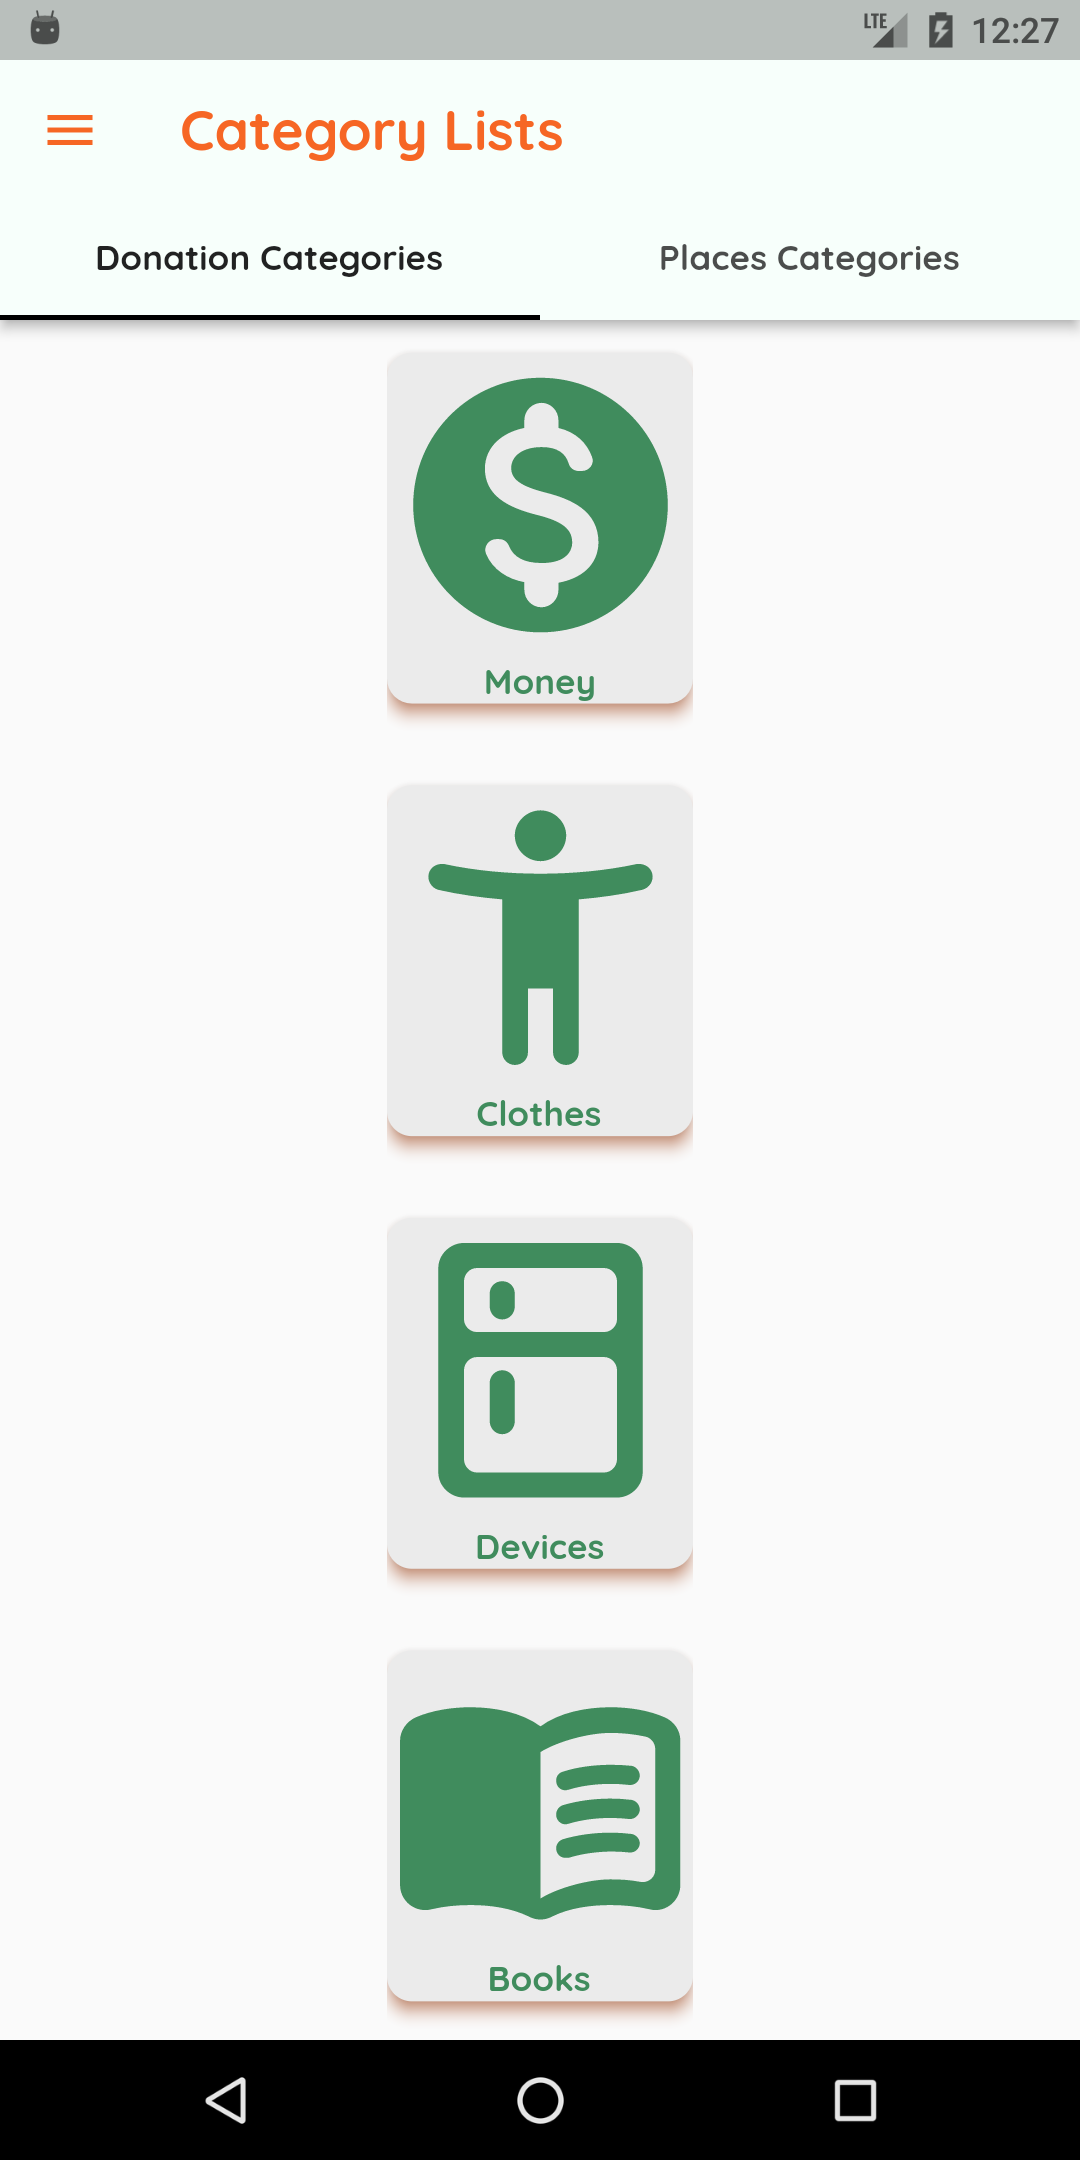 LTE 12:27
Category Lists
Donation Categories Places Categories
Money
Clothes
Devices
Books